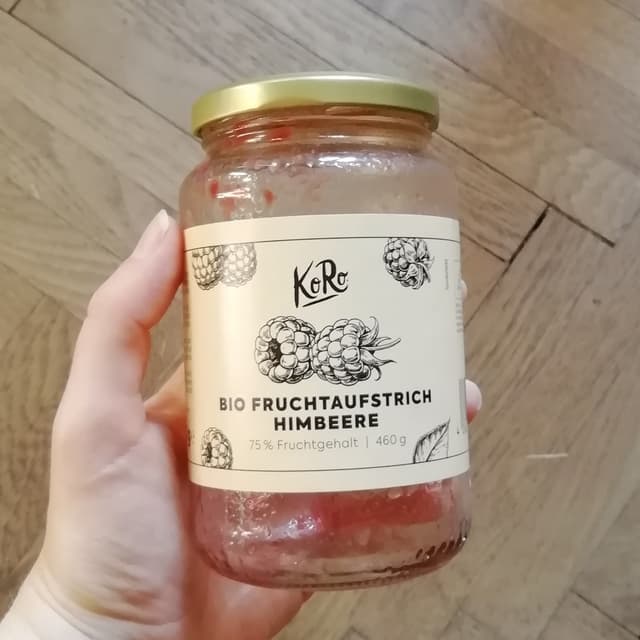 KoRo
BIO FRUCHTAUFSTRICH
HIMBEERE
75 % Fruchtgehalt | 460 g